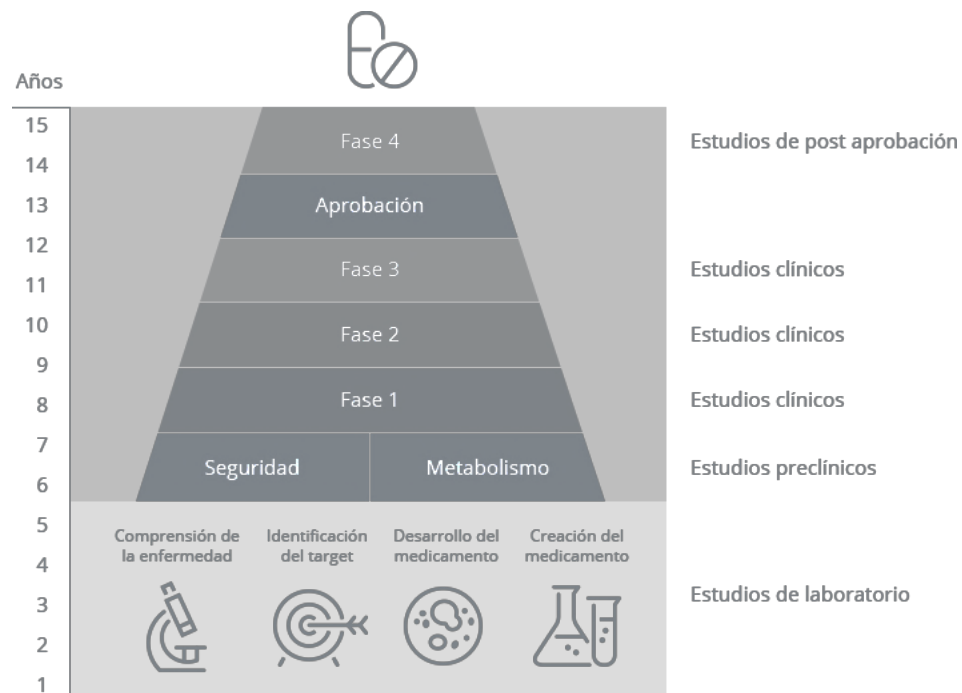 Años
15
Fase 4
Estudios de post aprobación
14
13
Aprobación
12
Fase 3
Estudios clínicos
11
10
Fase 2
Estudios clínicos
9
8
Fase 1
Estudios clínicos
7
Seguridad
Metabolismo
Estudios preclínicos
6
5
Comprensión de
la enfermedad
Identificación
del target
Desarrollo del
medicamento
Creación del
medicamento
4
3
Estudios de laboratorio
2
1